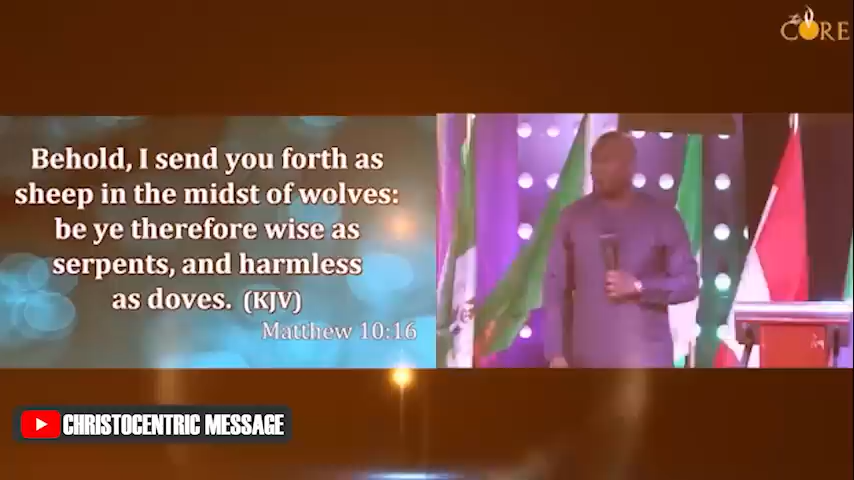 CORE
Behold, I send you forth as
sheep in the midst of wolves:
be ye therefore wise as
serpents, and harmless
as doves. (KJV)
Matthew 10:16
CHRISTOCENTRIC MESSAGE